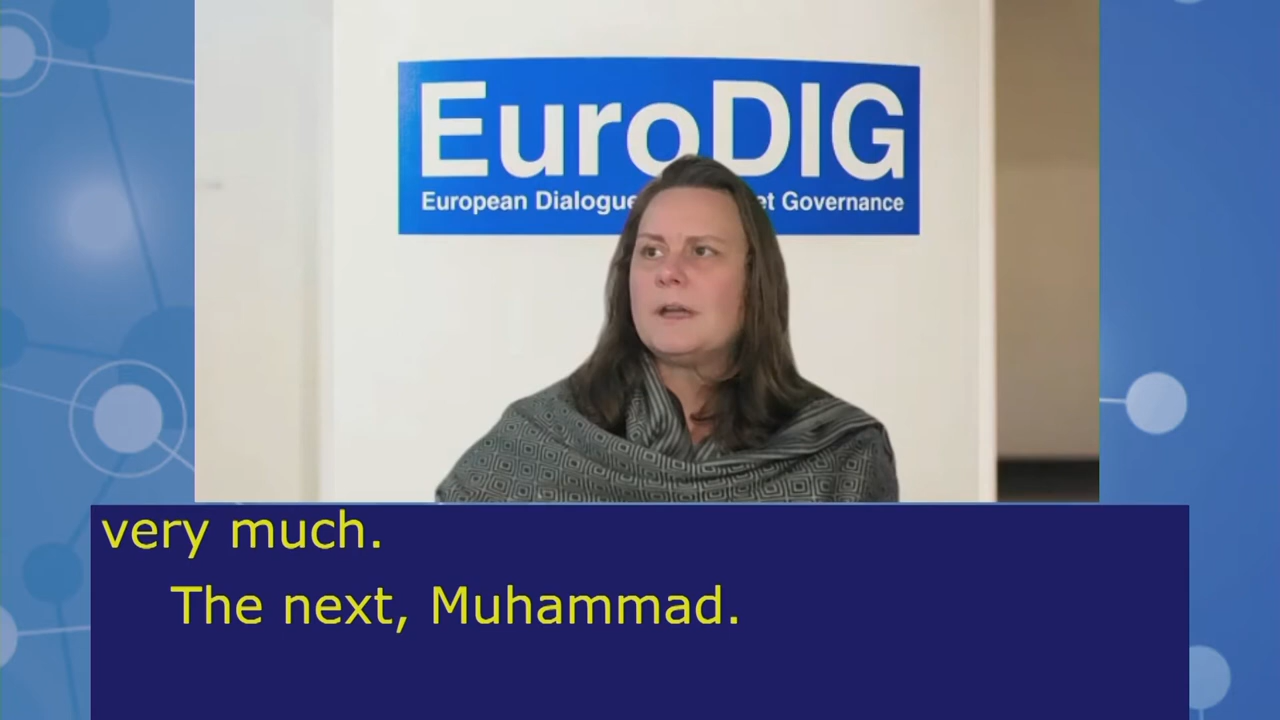 EuroDIG
European Dialogue et Governance
very much.
The next, Muhammad.